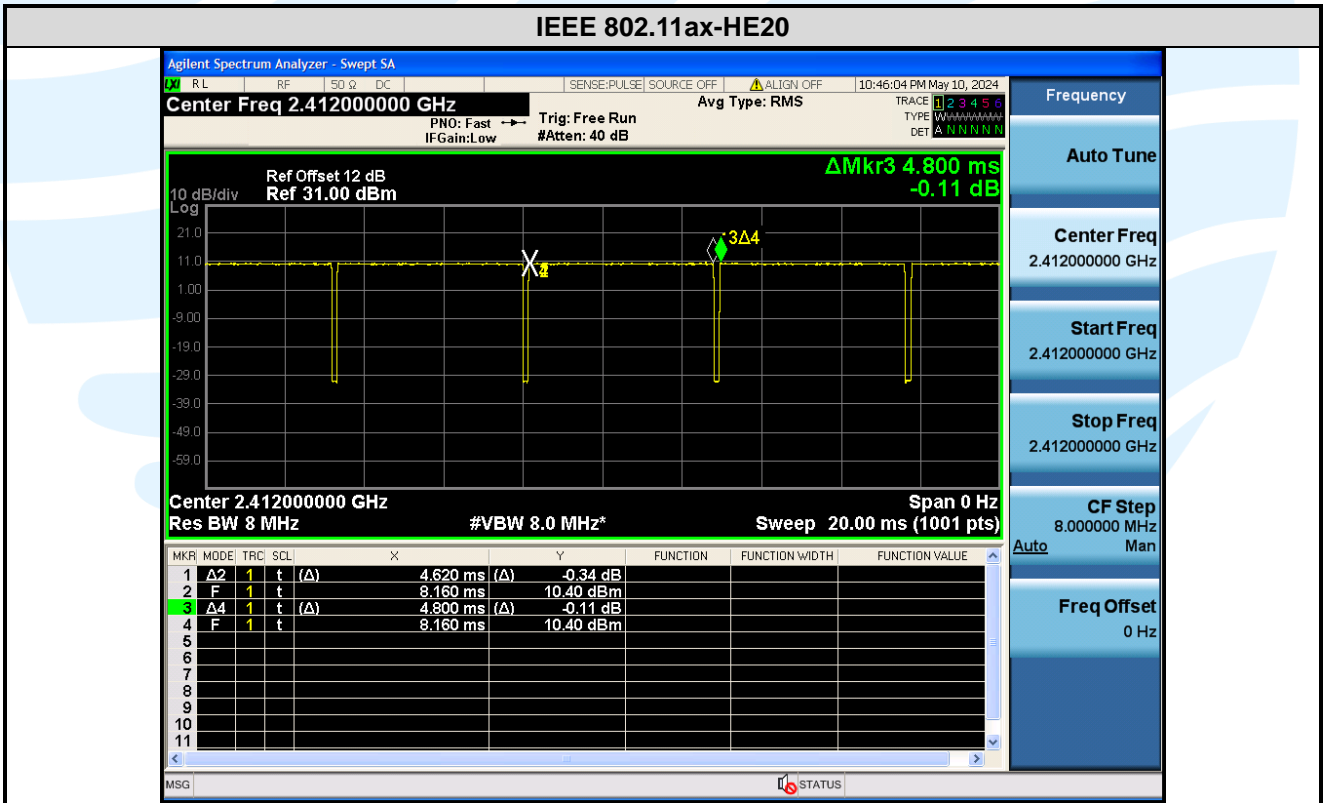 IEEE 802.11ax-HE20
Agilent Spectrum Analyzer - Swept SA
LXI RL RF 50 Ω DC SENSE:PULSE SOURCE OFF ALIGN OFF 10:46:04 PM May 10, 2024
Center Freq 2.412000000 GHz
PNO: Fast
IFGain:Low
Trig: Free Run
#Atten: 40 dB
Avg Type: RMS
TRACE 1 2 3 4 5 6
TYPE W
DET A N N N N N
Frequency
ΔMkr3 4.800 ms
-0.11 dB
Ref Offset 12 dB
10 dB/div Ref 31.00 dBm
Log
21.0
11.0
1.00
-9.00
-19.0
-29.0
-39.0
-49.0
-59.0
3Δ4
Center 2.412000000 GHz Span 0 Hz
Res BW 8 MHz #VBW 8.0 MHz* Sweep 20.00 ms (1001 pts)
MKR MODE TRC SCL X Y FUNCTION FUNCTION WIDTH FUNCTION VALUE
1 Δ2 1 t (Δ) 4.620 ms (Δ) -0.34 dB
2 F 1 t 8.160 ms 10.40 dBm
3 Δ4 1 t (Δ) 4.800 ms (Δ) -0.11 dB
4 F 1 t 8.160 ms 10.40 dBm
5
6
7
8
9
10
11
MSG STATUS
Auto Tune
Center Freq
2.412000000 GHz
Start Freq
2.412000000 GHz
Stop Freq
2.412000000 GHz
CF Step
8.000000 MHz
Auto Man
Freq Offset
0 Hz